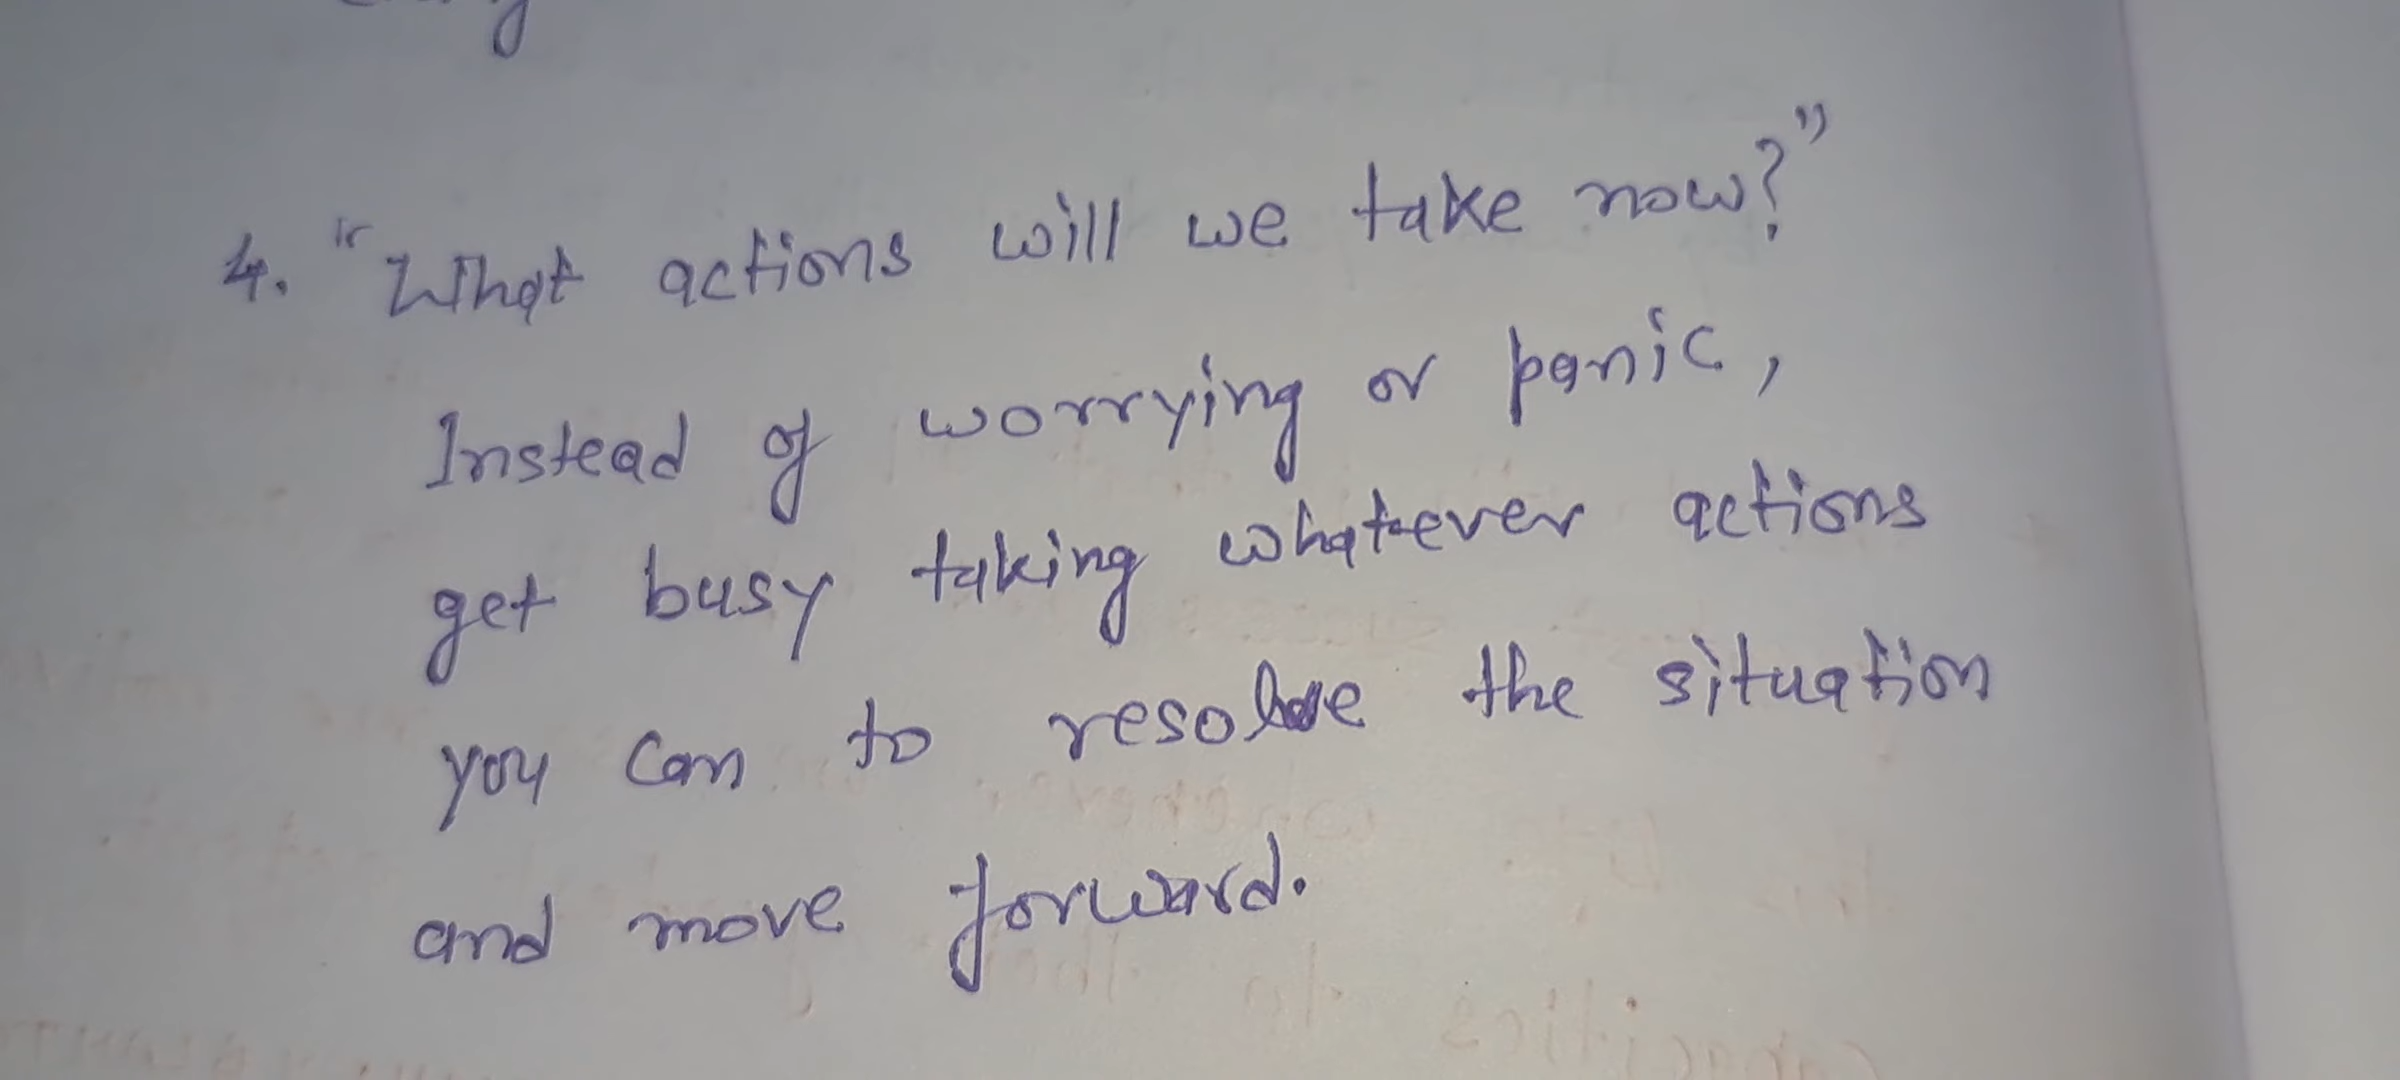 4. "What actions will we take now?"
Instead of worrying or panic,
get busy taking whatever actions
you can to resolve the situation
and move forward.